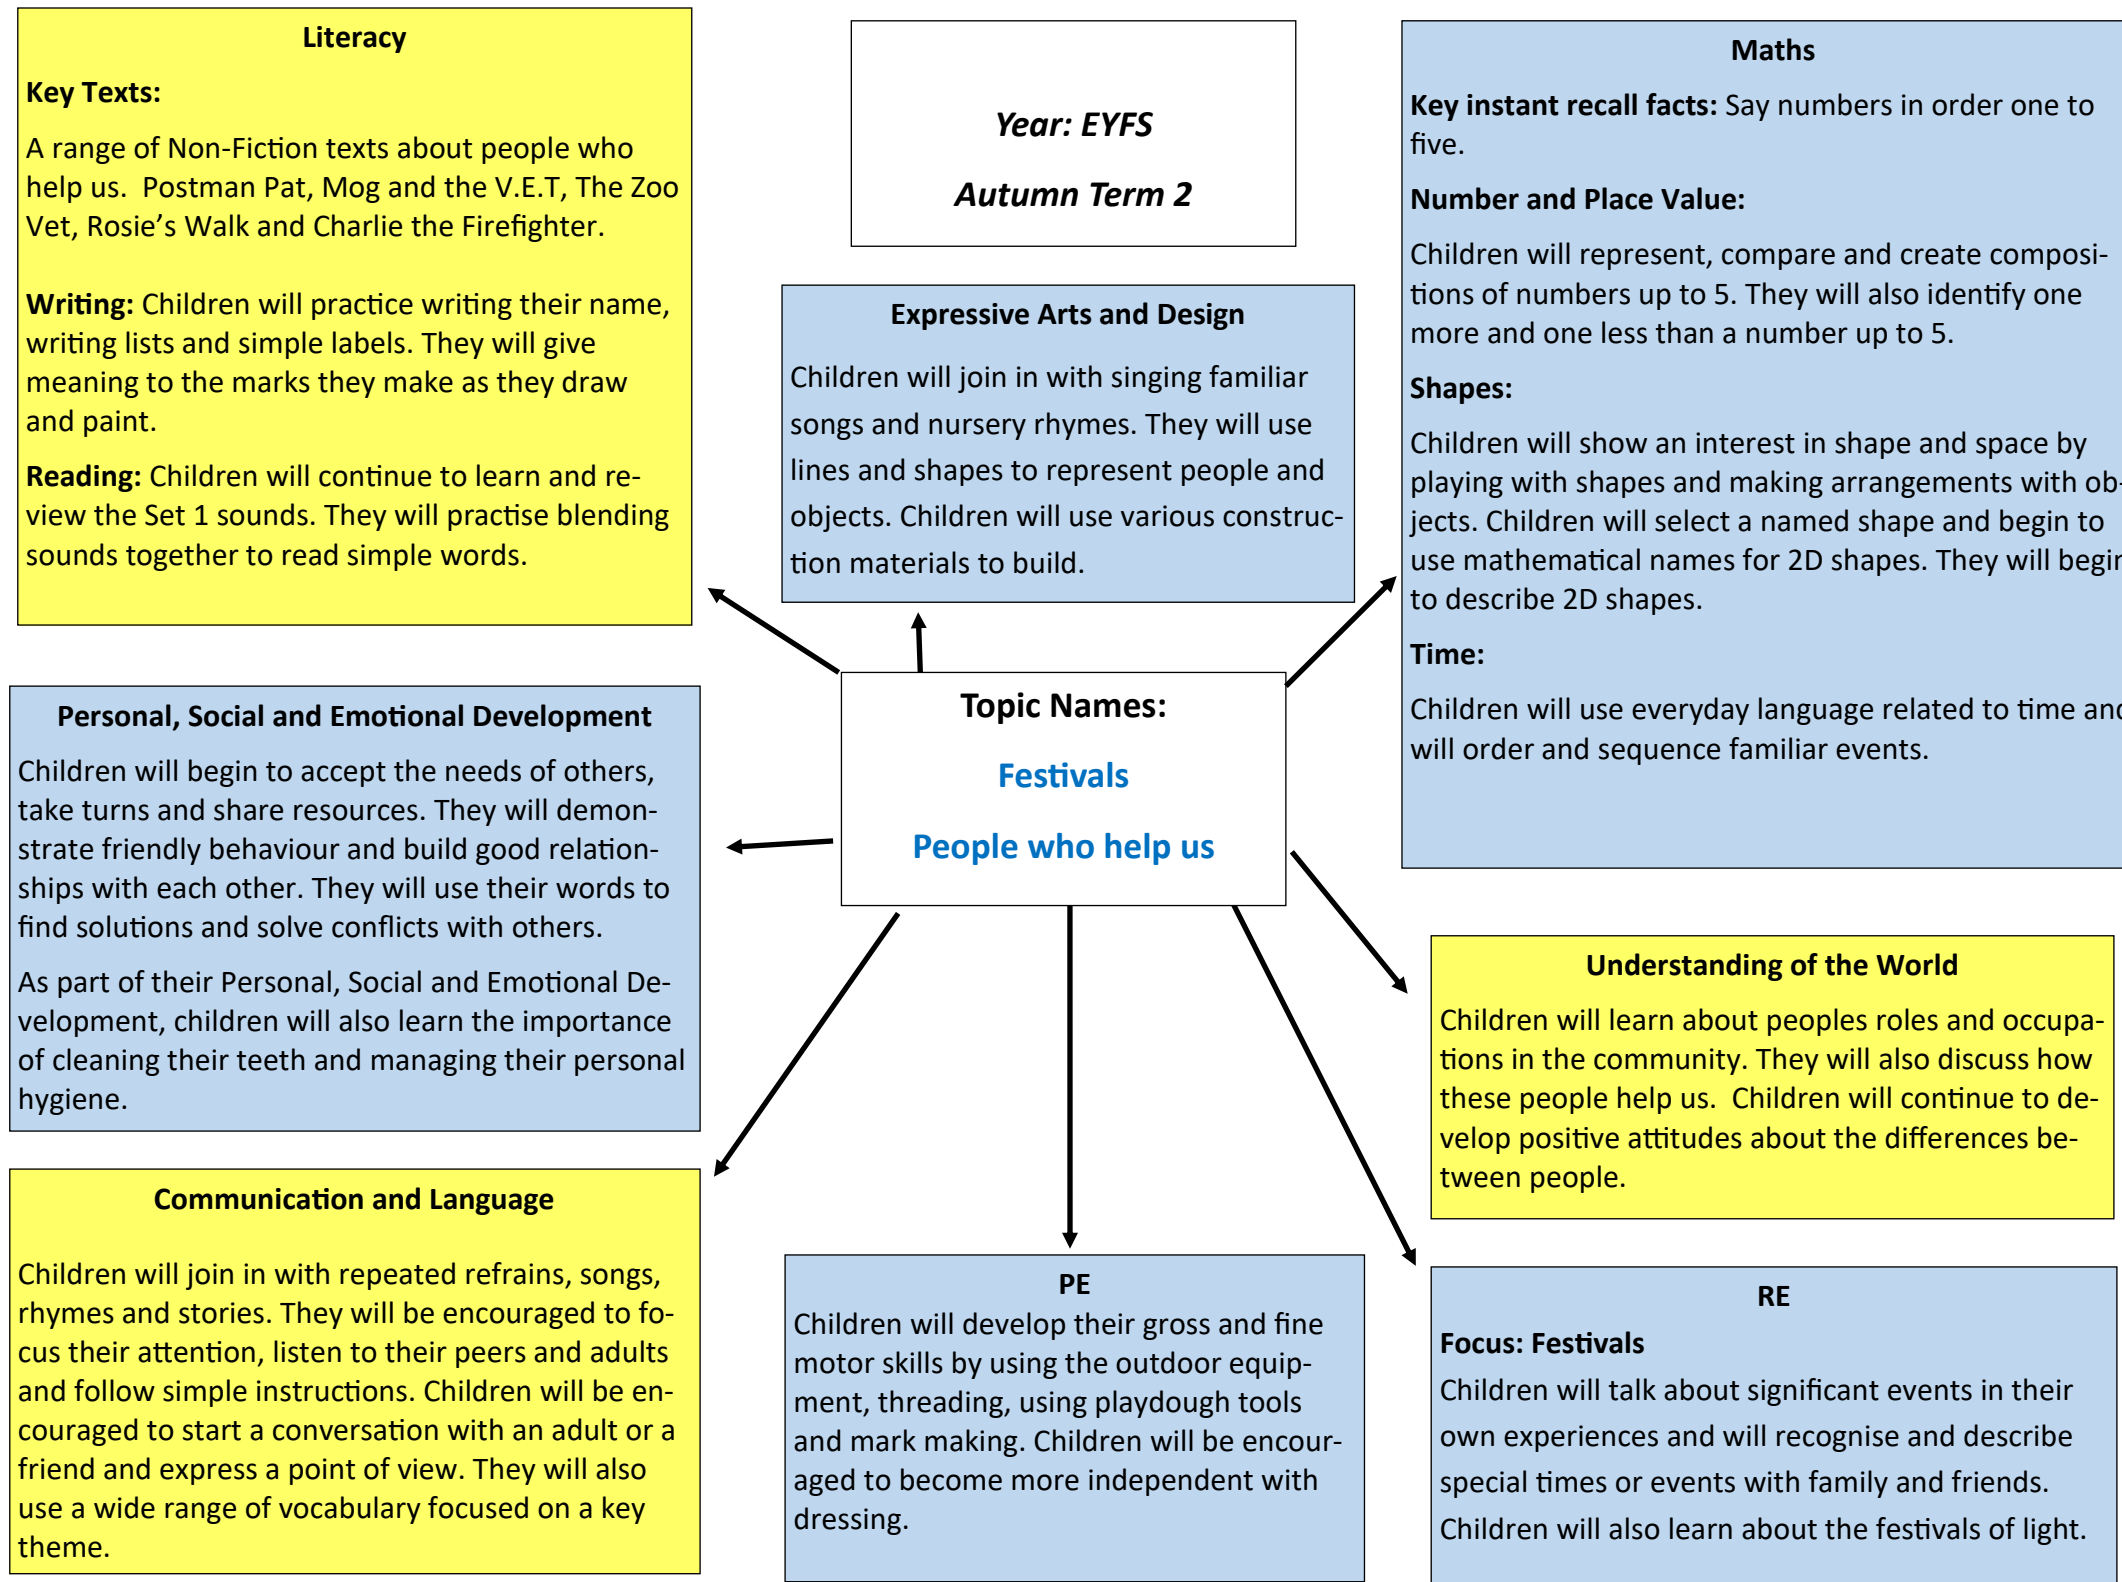 Literacy
Key Texts:
A range of Non-Fiction texts about people who
help us.  Postman Pat, Mog and the V.E.T, The Zoo
Vet, Rosie’s Walk and Charlie the Firefighter.
Writing: Children will practice writing their name,
writing lists and simple labels. They will give
meaning to the marks they make as they draw
and paint.
Reading: Children will continue to learn and re-
view the Set 1 sounds. They will practise blending
sounds together to read simple words.
Year: EYFS
Autumn Term 2
Expressive Arts and Design
Children will join in with singing familiar
songs and nursery rhymes. They will use
lines and shapes to represent people and
objects. Children will use various construc-
tion materials to build.
Maths
Key instant recall facts: Say numbers in order one to
five.
Number and Place Value:
Children will represent, compare and create composi-
tions of numbers up to 5. They will also identify one
more and one less than a number up to 5.
Shapes:
Children will show an interest in shape and space by
playing with shapes and making arrangements with ob-
jects. Children will select a named shape and begin to
use mathematical names for 2D shapes. They will begin
to describe 2D shapes.
Time:
Children will use everyday language related to time and
will order and sequence familiar events.
Topic Names:
Festivals
People who help us
Personal, Social and Emotional Development
Children will begin to accept the needs of others,
take turns and share resources. They will demon-
strate friendly behaviour and build good relation-
ships with each other. They will use their words to
find solutions and solve conflicts with others.
As part of their Personal, Social and Emotional De-
velopment, children will also learn the importance
of cleaning their teeth and managing their personal
hygiene.
Understanding of the World
Children will learn about peoples roles and occupa-
tions in the community. They will also discuss how
these people help us.  Children will continue to de-
velop positive attitudes about the differences be-
tween people.
Communication and Language
Children will join in with repeated refrains, songs,
rhymes and stories. They will be encouraged to fo-
cus their attention, listen to their peers and adults
and follow simple instructions. Children will be en-
couraged to start a conversation with an adult or a
friend and express a point of view. They will also
use a wide range of vocabulary focused on a key
theme.
PE
Children will develop their gross and fine
motor skills by using the outdoor equip-
ment, threading, using playdough tools
and mark making. Children will be encour-
aged to become more independent with
dressing.
RE
Focus: Festivals
Children will talk about significant events in their
own experiences and will recognise and describe
special times or events with family and friends.
Children will also learn about the festivals of light.